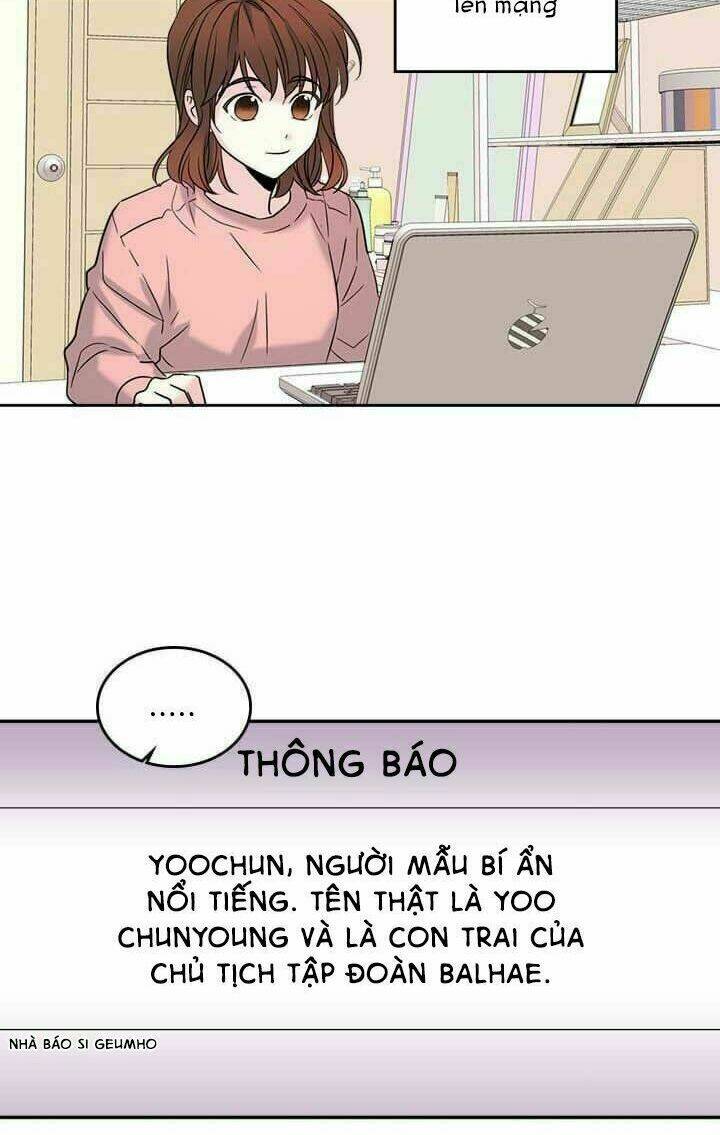 lên mạng
.....
THÔNG BÁO
YOOCHUN, NGƯỜI MẪU BÍ ẨN
NỔI TIẾNG. TÊN THẬT LÀ YOO
CHUNYOUNG VÀ LÀ CON TRAI CỦA
CHỦ TỊCH TẬP ĐOÀN BALHAE.
NHÀ BÁO SI GEUMHO